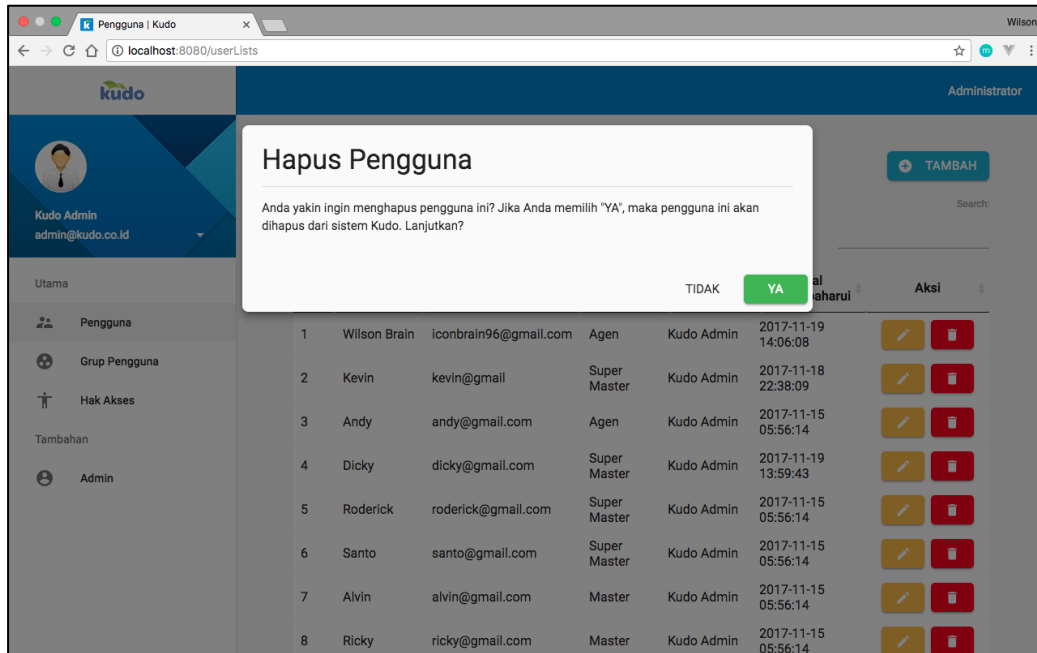 Pengguna | Kudo
Wilson
localhost:8080/userLists
kudo
Administrator
Kudo Admin
admin@kudo.co.id
Utama
Pengguna
Grup Pengguna
Hak Akses
Tambahan
Admin
TAMBAH
Search:
Hapus Pengguna
Anda yakin ingin menghapus pengguna ini? Jika Anda memilih "YA", maka pengguna ini akan
dihapus dari sistem Kudo. Lanjutkan?
TIDAK YA
Aksi
1 Wilson Brain iconbrain96@gmail.com Agen Kudo Admin 2017-11-19
14:06:08
2 Kevin kevin@gmail Super Master Kudo Admin 2017-11-18
22:38:09
3 Andy andy@gmail.com Agen Kudo Admin 2017-11-15
05:56:14
4 Dicky dicky@gmail.com Super Master Kudo Admin 2017-11-19
13:59:43
5 Roderick roderick@gmail.com Super Master Kudo Admin 2017-11-15
05:56:14
6 Santo santo@gmail.com Super Master Kudo Admin 2017-11-15
05:56:14
7 Alvin alvin@gmail.com Master Kudo Admin 2017-11-15
05:56:14
8 Ricky ricky@gmail.com Master Kudo Admin 2017-11-15
05:56:14